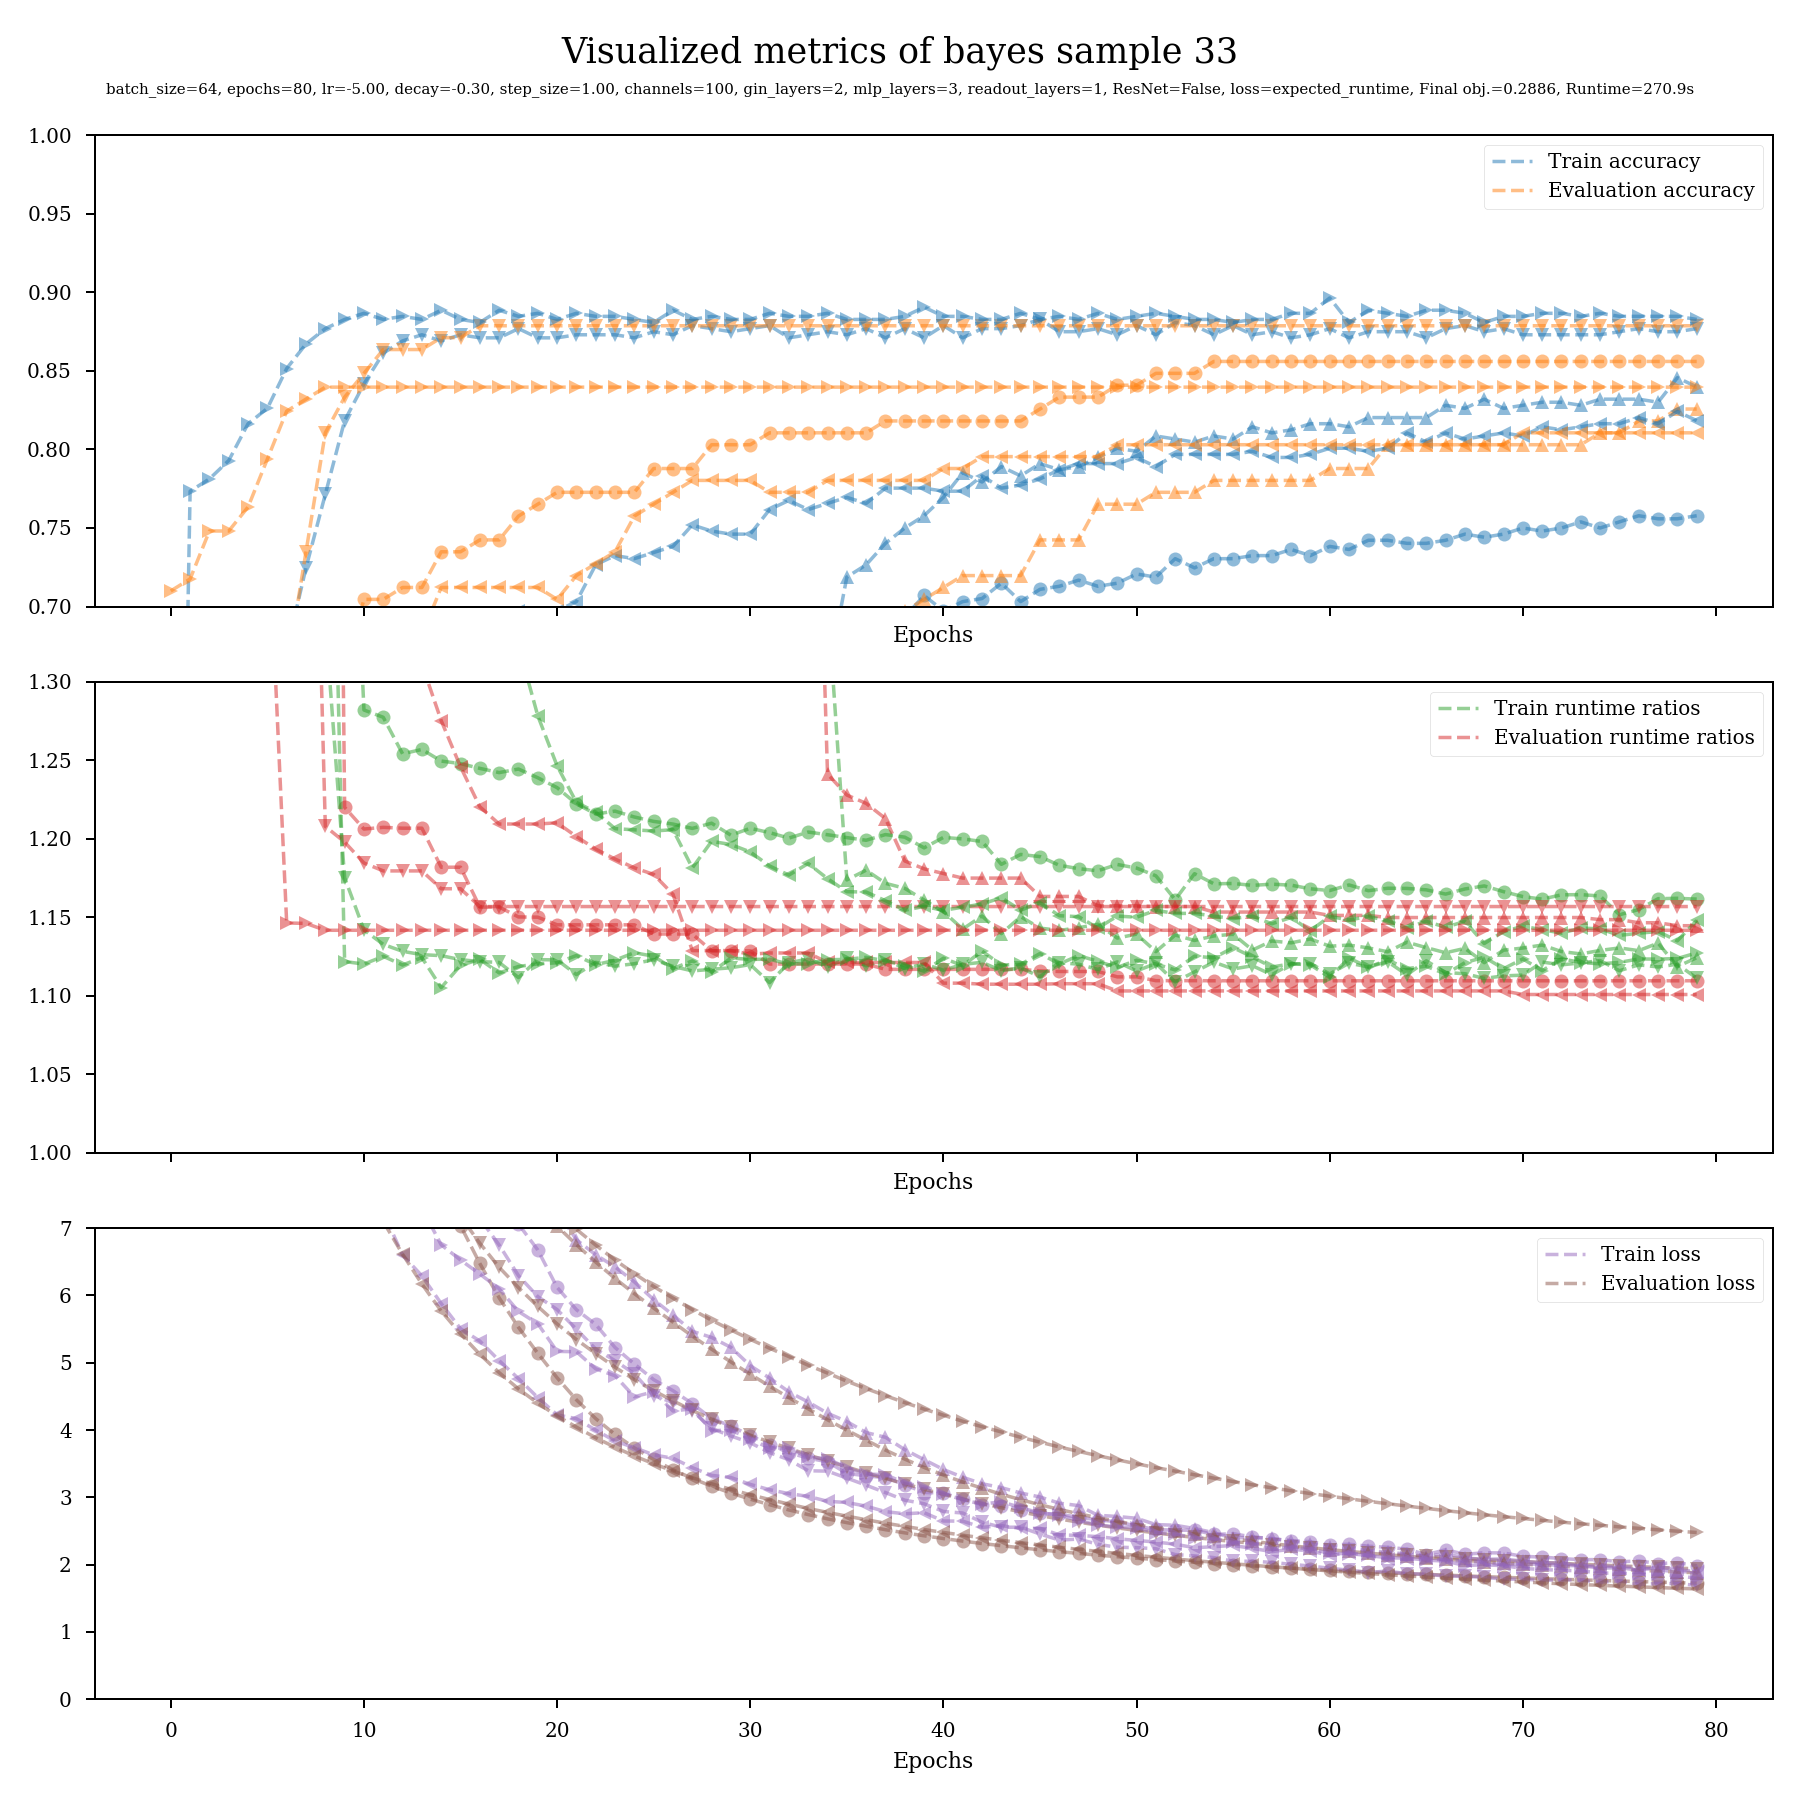 Visualized metrics of bayes sample 33
batch_size=64, epochs=80, lr=-5.00, decay=-0.30, step_size=1.00, channels=100, gin_layers=2, mlp_layers=3, readout_layers=1, ResNet=False, loss=expected_runtime, Final obj.=0.2886, Runtime=270.9s
1.00
0.95
0.90
0.85
0.80
0.75
0.70
Train accuracy
Evaluation accuracy
Epochs
1.30
1.25
1.20
1.15
1.10
1.05
1.00
Train runtime ratios
Evaluation runtime ratios
Epochs
7
6
5
4
3
2
1
0
Train loss
Evaluation loss
0 10 20 30 40 50 60 70 80
Epochs